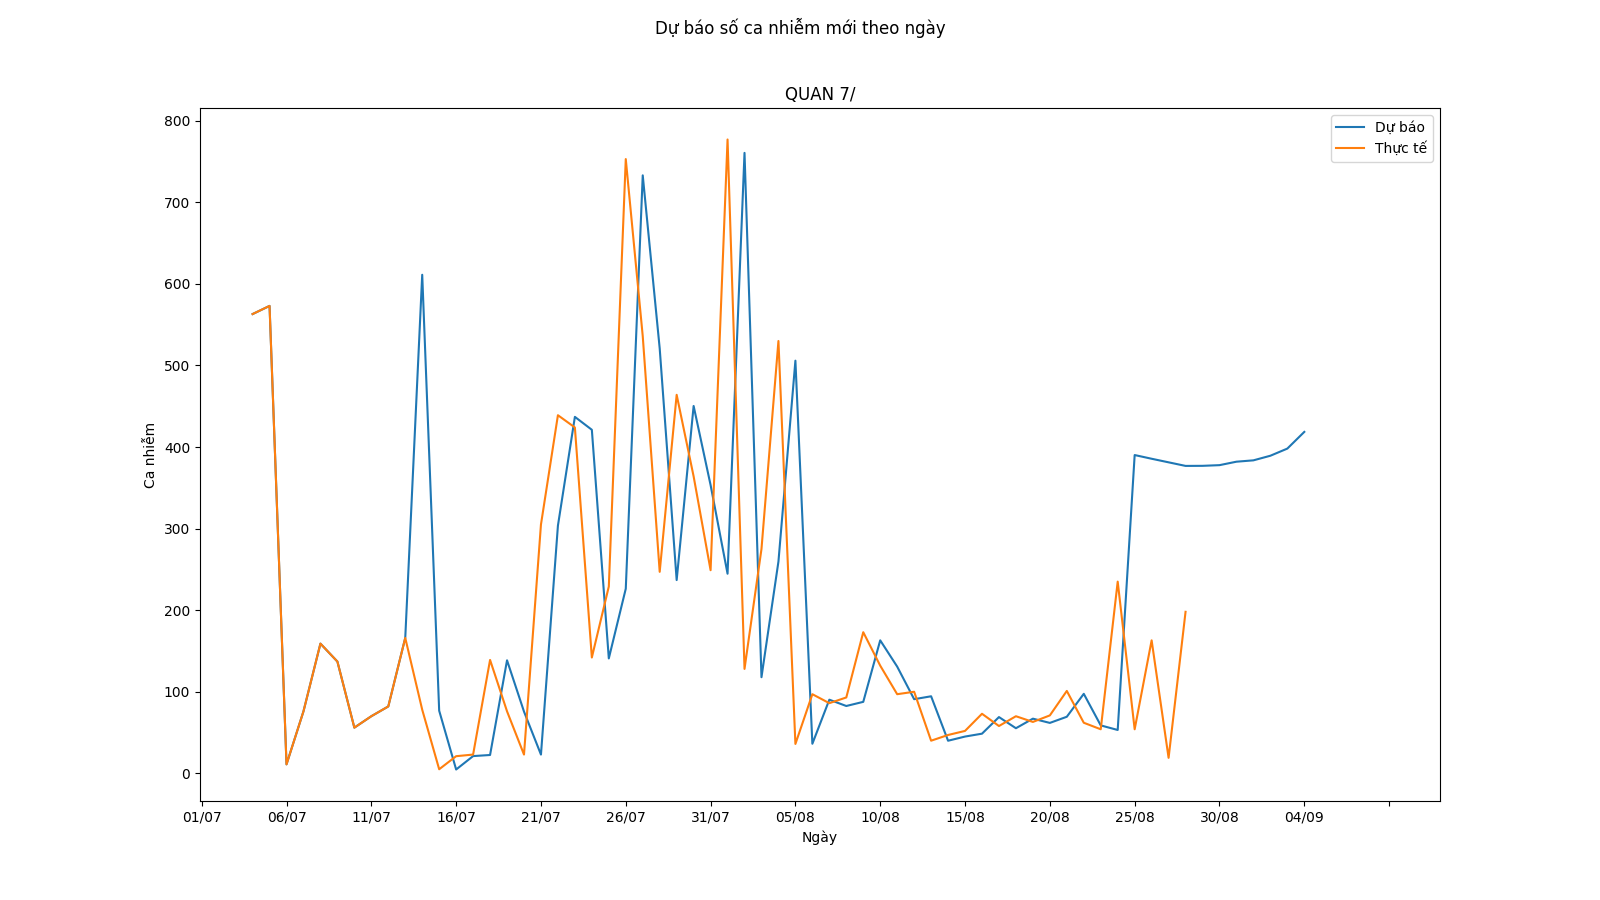 Dự báo số ca nhiễm mới theo ngày
QUAN 7/
Dự báo
Thực tế
800
700
600
500
400
300
200
100
0
Ca nhiễm
01/07 06/07 11/07 16/07 21/07 26/07 31/07 05/08 10/08 15/08 20/08 25/08 30/08 04/09
Ngày